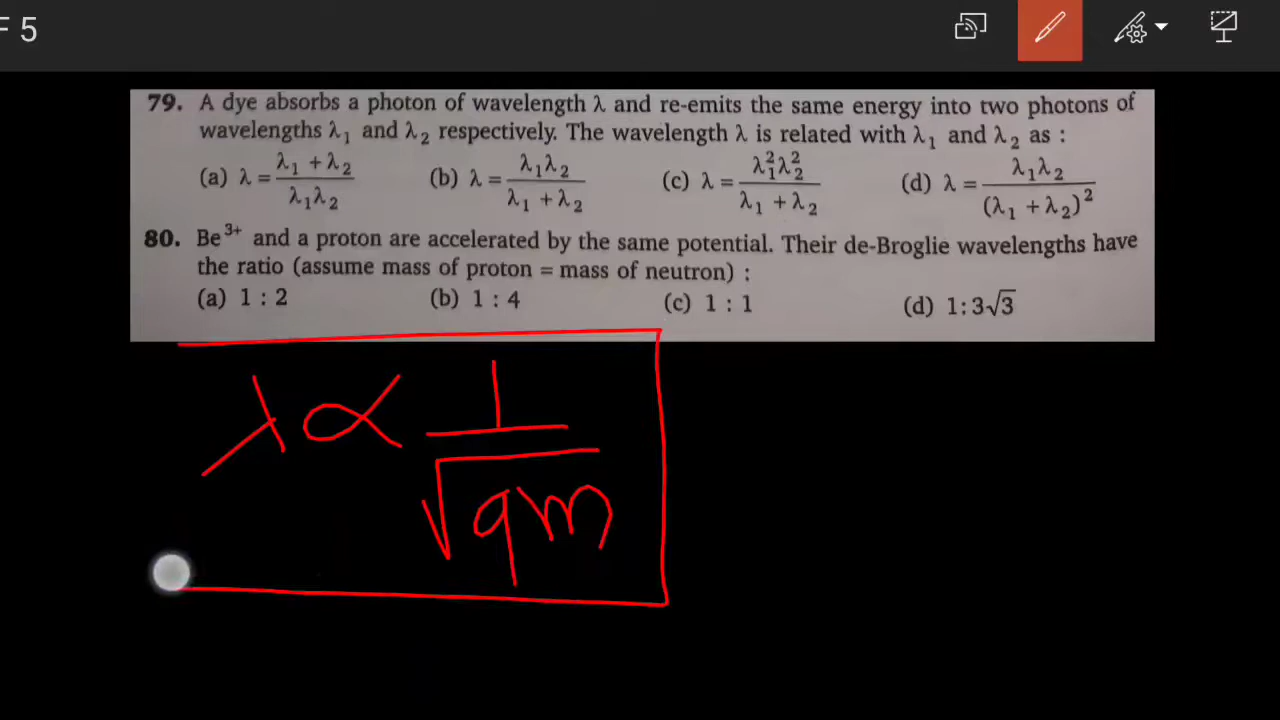 F 5
79. A dye absorbs a photon of wavelength λ and re-emits the same energy into two photons of
wavelengths λ₁ and λ₂ respectively. The wavelength λ is related with λ₁ and λ₂ as :
(a) λ = (λ₁ + λ₂)/(λ₁λ₂) (b) λ = (λ₁λ₂)/(λ₁ + λ₂) (c) λ = (λ₁²λ₂²)/(λ₁ + λ₂) (d) λ = (λ₁λ₂)/(λ₁ + λ₂)²
80. Be³⁺ and a proton are accelerated by the same potential. Their de-Broglie wavelengths have
the ratio (assume mass of proton = mass of neutron) :
(a) 1 : 2 (b) 1 : 4 (c) 1 : 1 (d) 1 : 3√3
λ ∝ 1/√qm